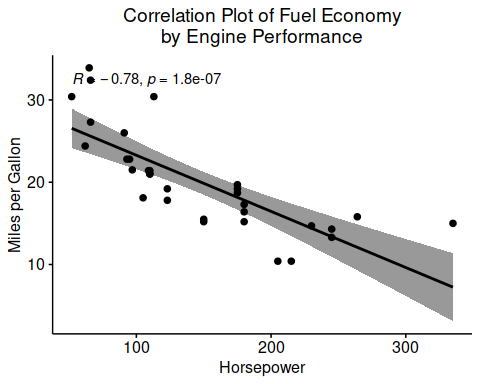 Correlation Plot of Fuel Economy
by Engine Performance
R = −0.78, p = 1.8e-07
30
20
10
Miles per Gallon
100
200
300
Horsepower